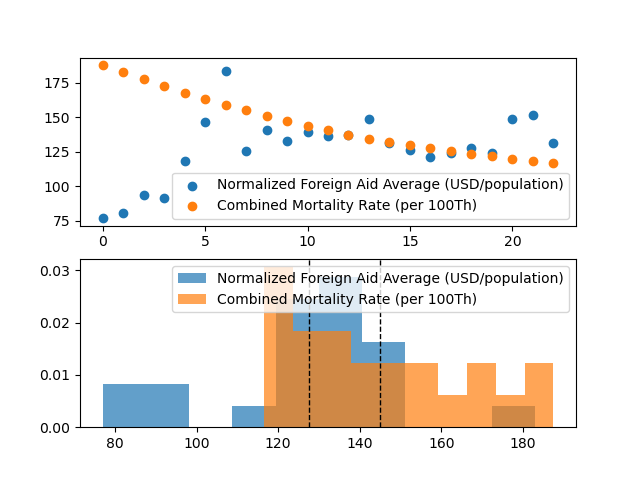 175
150
125
100
75
Normalized Foreign Aid Average (USD/population)
Combined Mortality Rate (per 100Th)
0 5 10 15 20
0.03
0.02
0.01
0.00
Normalized Foreign Aid Average (USD/population)
Combined Mortality Rate (per 100Th)
80 100 120 140 160 180